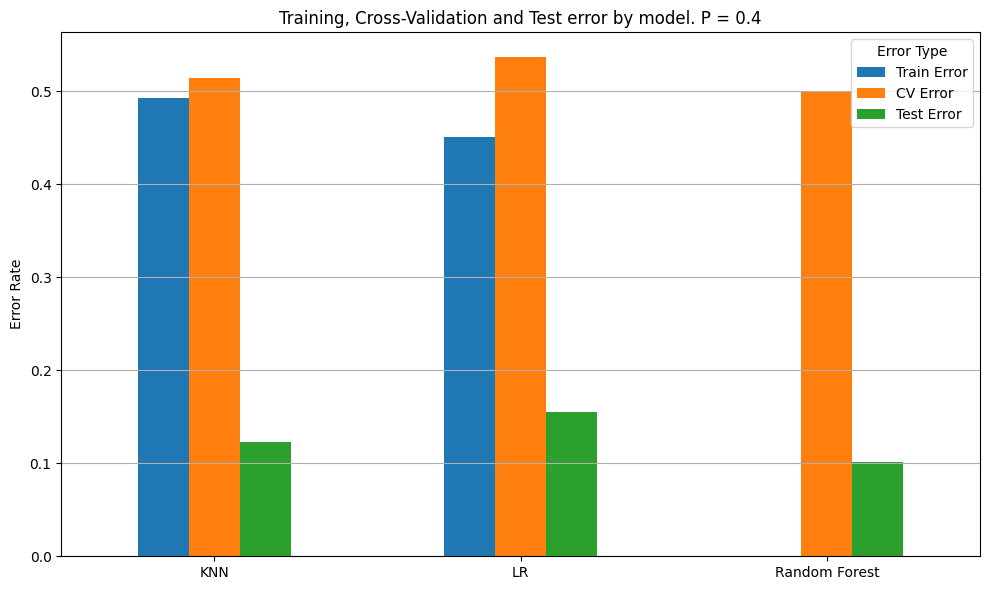 Training, Cross-Validation and Test error by model. P = 0.4
Error Type
Train Error
CV Error
Test Error
Error Rate
0.5
0.4
0.3
0.2
0.1
0.0
KNN
LR
Random Forest